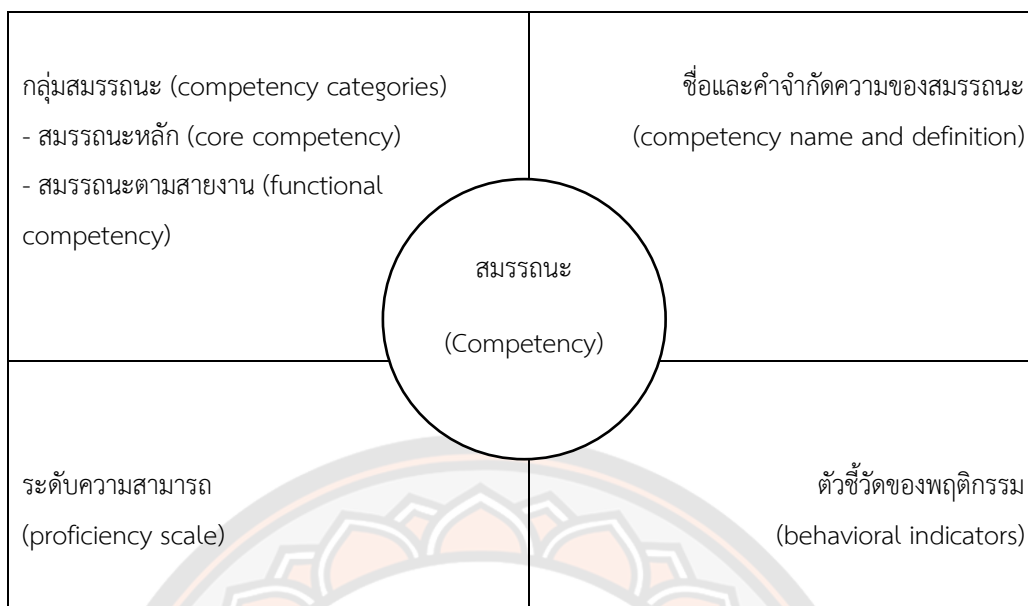 กลุ่มสมรรถนะ (competency categories)
- สมรรถนะหลัก (core competency)
- สมรรถนะตามสายงาน (functional
competency)
ชื่อและคำจำกัดความของสมรรถนะ
(competency name and definition)
สมรรถนะ
(Competency)
ระดับความสามารถ
(proficiency scale)
ตัวชี้วัดของพฤติกรรม
(behavioral indicators)